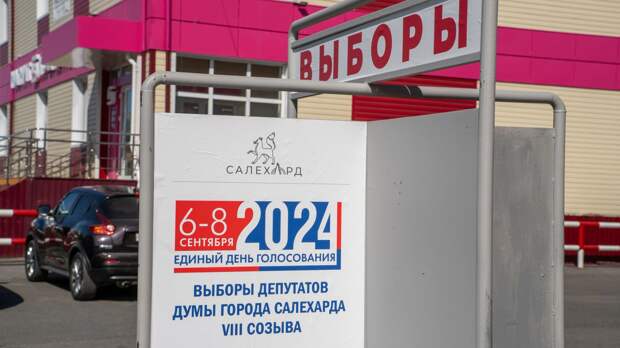 ВЫБОРЫ
САЛЕХАРД
6-8
СЕНТЯБРЯ
2024
ЕДИНЫЙ ДЕНЬ ГОЛОСОВАНИЯ
ВЫБОРЫ ДЕПУТАТОВ
ДУМЫ ГОРОДА САЛЕХАРДА
VIII СОЗЫВА